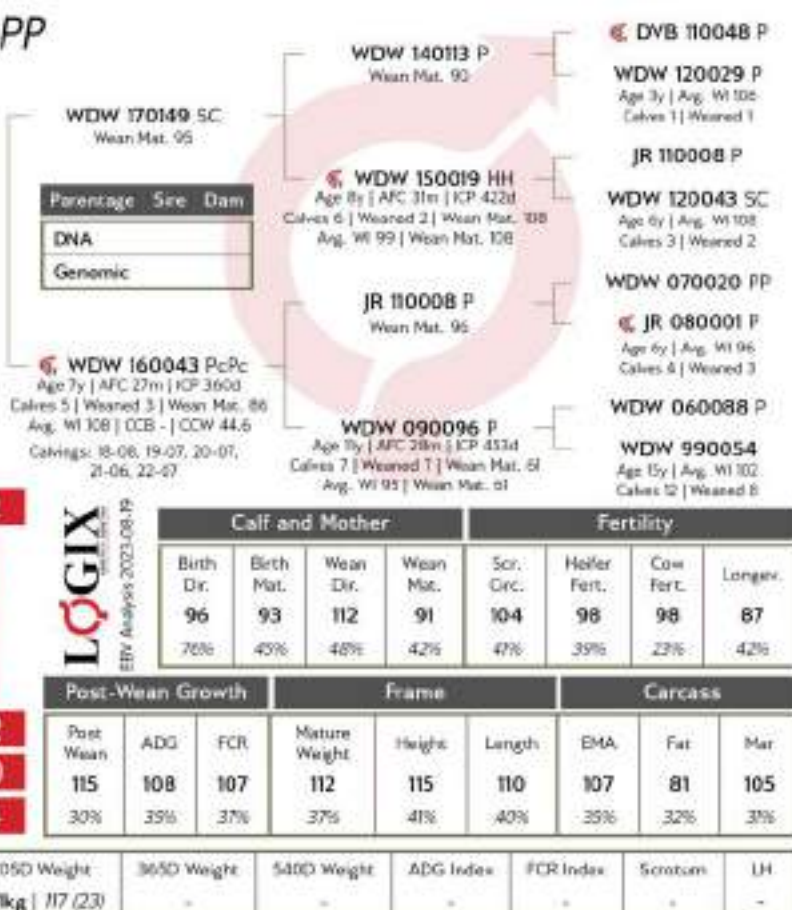 PP
DVB 110048 P
WDW 140113 P
Wean Mat. 90
WDW 120029 P
Age 3y | Avg. WI 106
Calves 1 | Weaned 1
WDW 170149 SC
Wean Mat. 95
JR 110008 P
WDW 150019 HH
Age 8y | AFC 31m | ICP 422d
Calves 6 | Weaned 2 | Wean Mat. 108
Avg. WI 99 | Wean Mat. 108
WDW 120043 SC
Age 6y | Avg. WI 108
Calves 3 | Weaned 2
Parentage Sire Dam
DNA
Genomic
WDW 070020 PP
JR 110008 P
Wean Mat. 96
JR 080001 P
Age 6y | Avg. WI 96
Calves 4 | Weaned 3
WDW 160043 PcPc
Age 7y | AFC 27m | ICP 360d
Calves 5 | Weaned 3 | Wean Mat. 86
Avg. WI 108 | CCB - | CCW 44.6
Calvings: 18-08, 19-07, 20-07,
21-06, 22-07
WDW 060088 P
WDW 090096 P
Age 11y | AFC 28m | ICP 453d
Calves 7 | Weaned 7 | Wean Mat. 61
Avg. WI 95 | Wean Mat. 61
WDW 990054
Age 15y | Avg. WI 102
Calves 12 | Weaned 8
LOGIX
EBV Analysis 2023-08-19
Calf and Mother Fertility
Birth Dir. Birth Mat. Wean Dir. Wean Mat. Scr. Circ. Heifer Fert. Cow Fert. Longev.
96 93 112 91 104 98 98 87
76% 45% 48% 42% 47% 39% 23% 42%
Post-Wean Growth Frame Carcass
Post Wean ADG FCR Mature Weight Height Length EMA Fat Mar
115 108 107 112 115 110 107 81 105
30% 35% 37% 37% 41% 40% 35% 32% 31%
05D Weight 365D Weight 540D Weight ADG Index FCR Index Scrotum LH
kg | 117 (23) - - - - - -